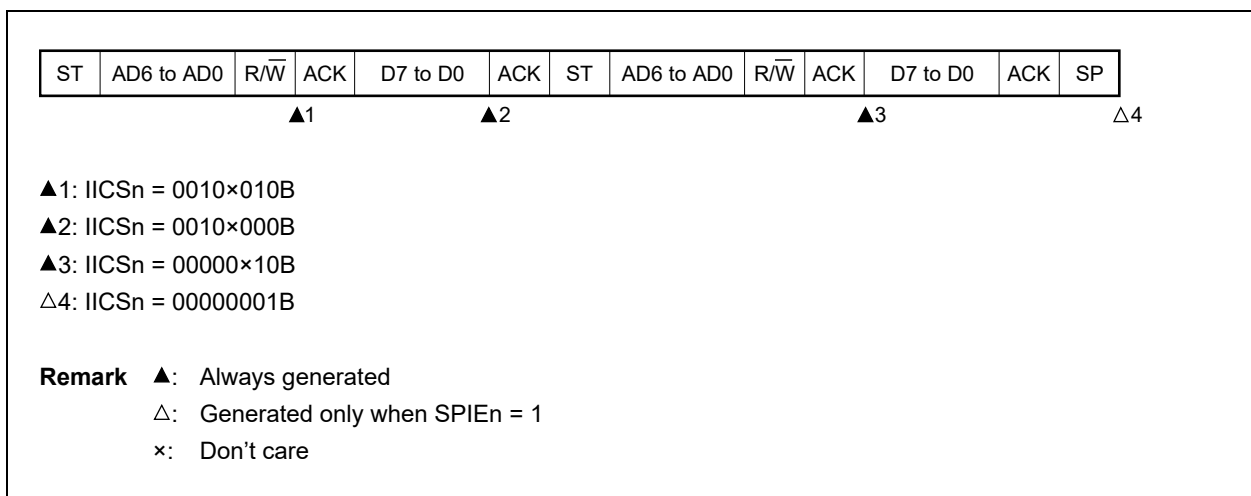 ST AD6 to AD0 R/W̅ ACK D7 to D0 ACK ST AD6 to AD0 R/W̅ ACK D7 to D0 ACK SP
▲1 ▲2 ▲3 △4
▲1: IICSn = 0010×010B
▲2: IICSn = 0010×000B
▲3: IICSn = 00000×10B
△4: IICSn = 00000001B
Remark ▲: Always generated
△: Generated only when SPIEn = 1
×: Don’t care